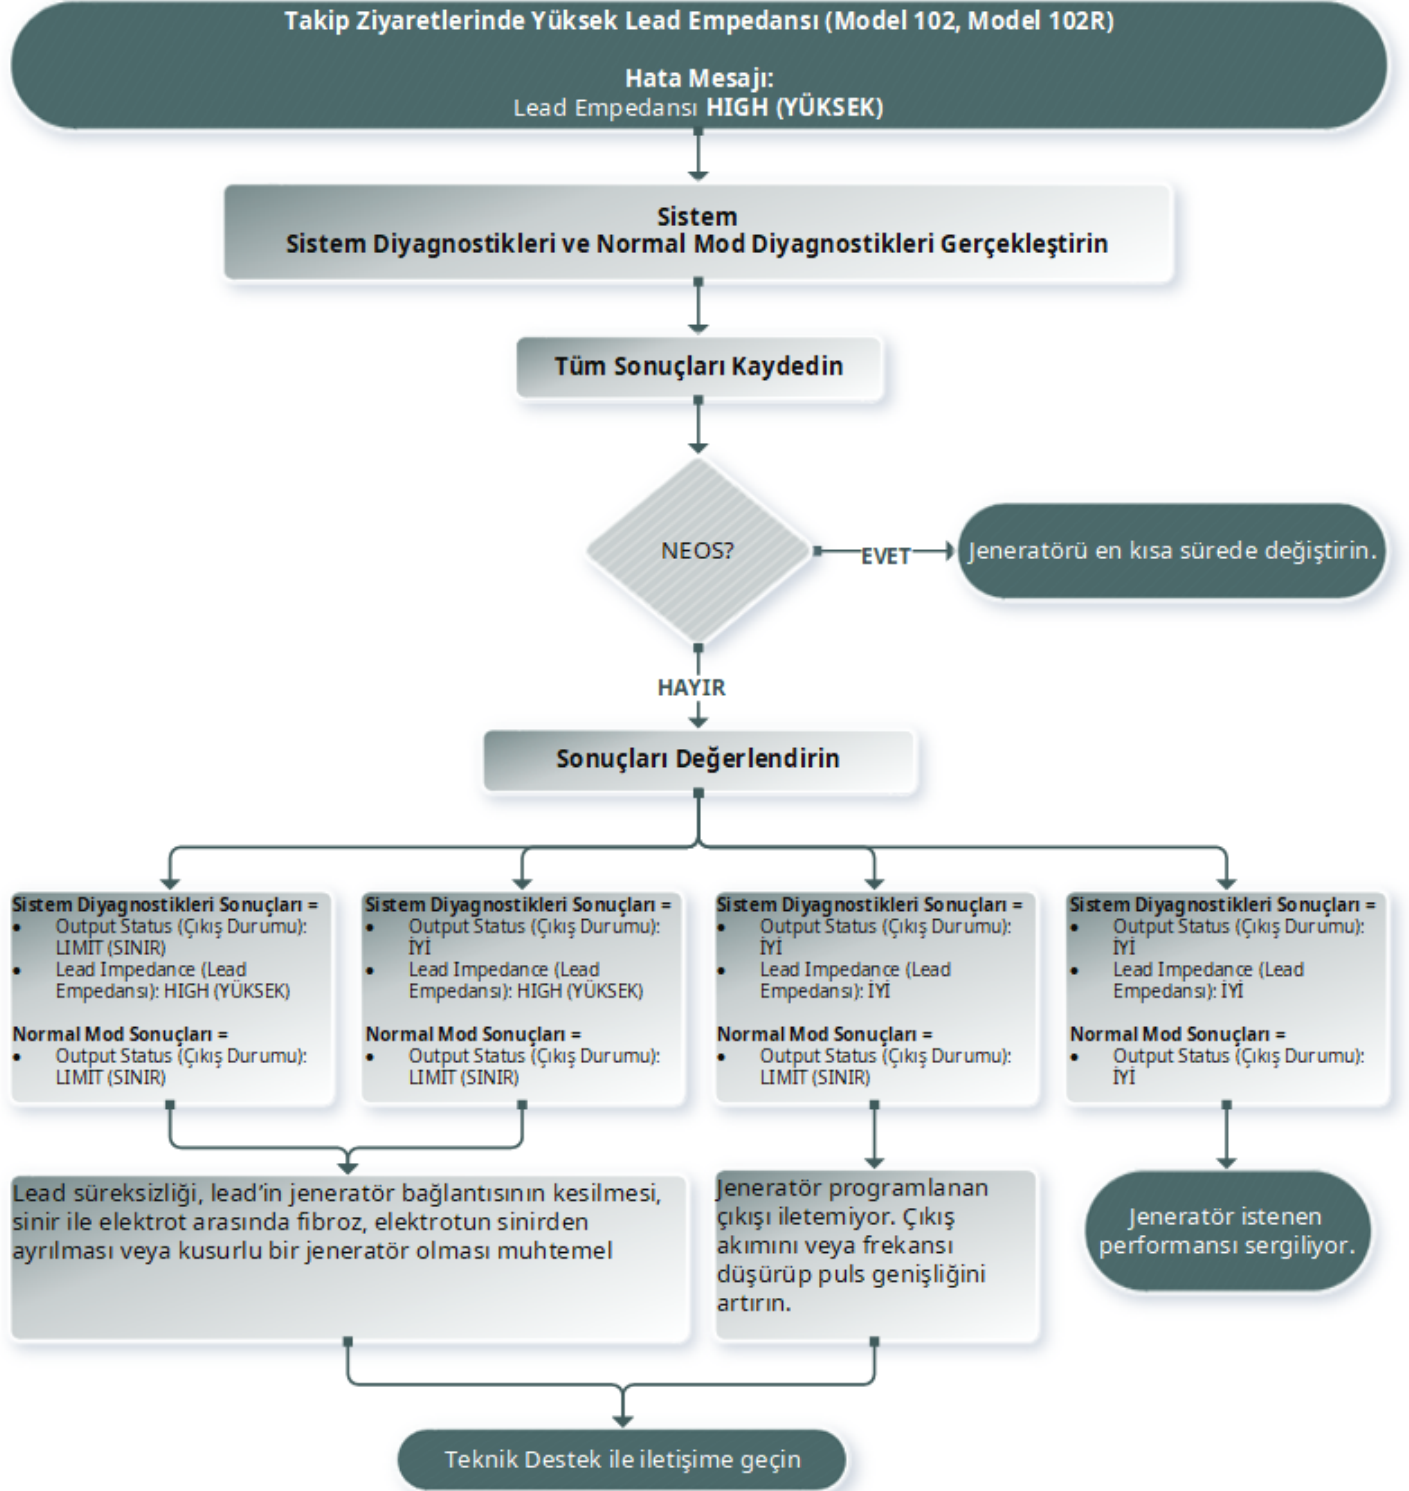 Takip Ziyaretlerinde Yüksek Lead Empedansı (Model 102, Model 102R)
Hata Mesajı:
Lead Empedansı HIGH (YÜKSEK)
Sistem
Sistem Diyagnostikleri ve Normal Mod Diyagnostikleri Gerçekleştirin
Tüm Sonuçları Kaydedin
NEOS?
EVET
Jeneratörü en kısa sürede değiştirin.
HAYIR
Sonuçları Değerlendirin
Sistem Diyagnostikleri Sonuçları =
• Output Status (Çıkış Durumu):
LIMIT (SINIR)
• Lead Impedance (Lead
Empedansı): HIGH (YÜKSEK)
Normal Mod Sonuçları =
• Output Status (Çıkış Durumu):
LIMIT (SINIR)
Sistem Diyagnostikleri Sonuçları =
• Output Status (Çıkış Durumu):
İYİ
• Lead Impedance (Lead
Empedansı): HIGH (YÜKSEK)
Normal Mod Sonuçları =
• Output Status (Çıkış Durumu):
LIMIT (SINIR)
Sistem Diyagnostikleri Sonuçları =
• Output Status (Çıkış Durumu):
İYİ
• Lead Impedance (Lead
Empedansı): İYİ
Normal Mod Sonuçları =
• Output Status (Çıkış Durumu):
LIMIT (SINIR)
Sistem Diyagnostikleri Sonuçları =
• Output Status (Çıkış Durumu):
İYİ
• Lead Impedance (Lead
Empedansı): İYİ
Normal Mod Sonuçları =
• Output Status (Çıkış Durumu):
İYİ
Lead süreksizliği, lead’in jeneratör bağlantısının kesilmesi,
sinir ile elektrot arasında fibroz, elektrotun sinirden
ayrılması veya kusurlu bir jeneratör olması muhtemel
Jeneratör programlanan
çıkışı iletemiyor. Çıkış
akımını veya frekansı
düşürüp puls genişliğini
artırın.
Jeneratör istenen
performansı sergiliyor.
Teknik Destek ile iletişime geçin